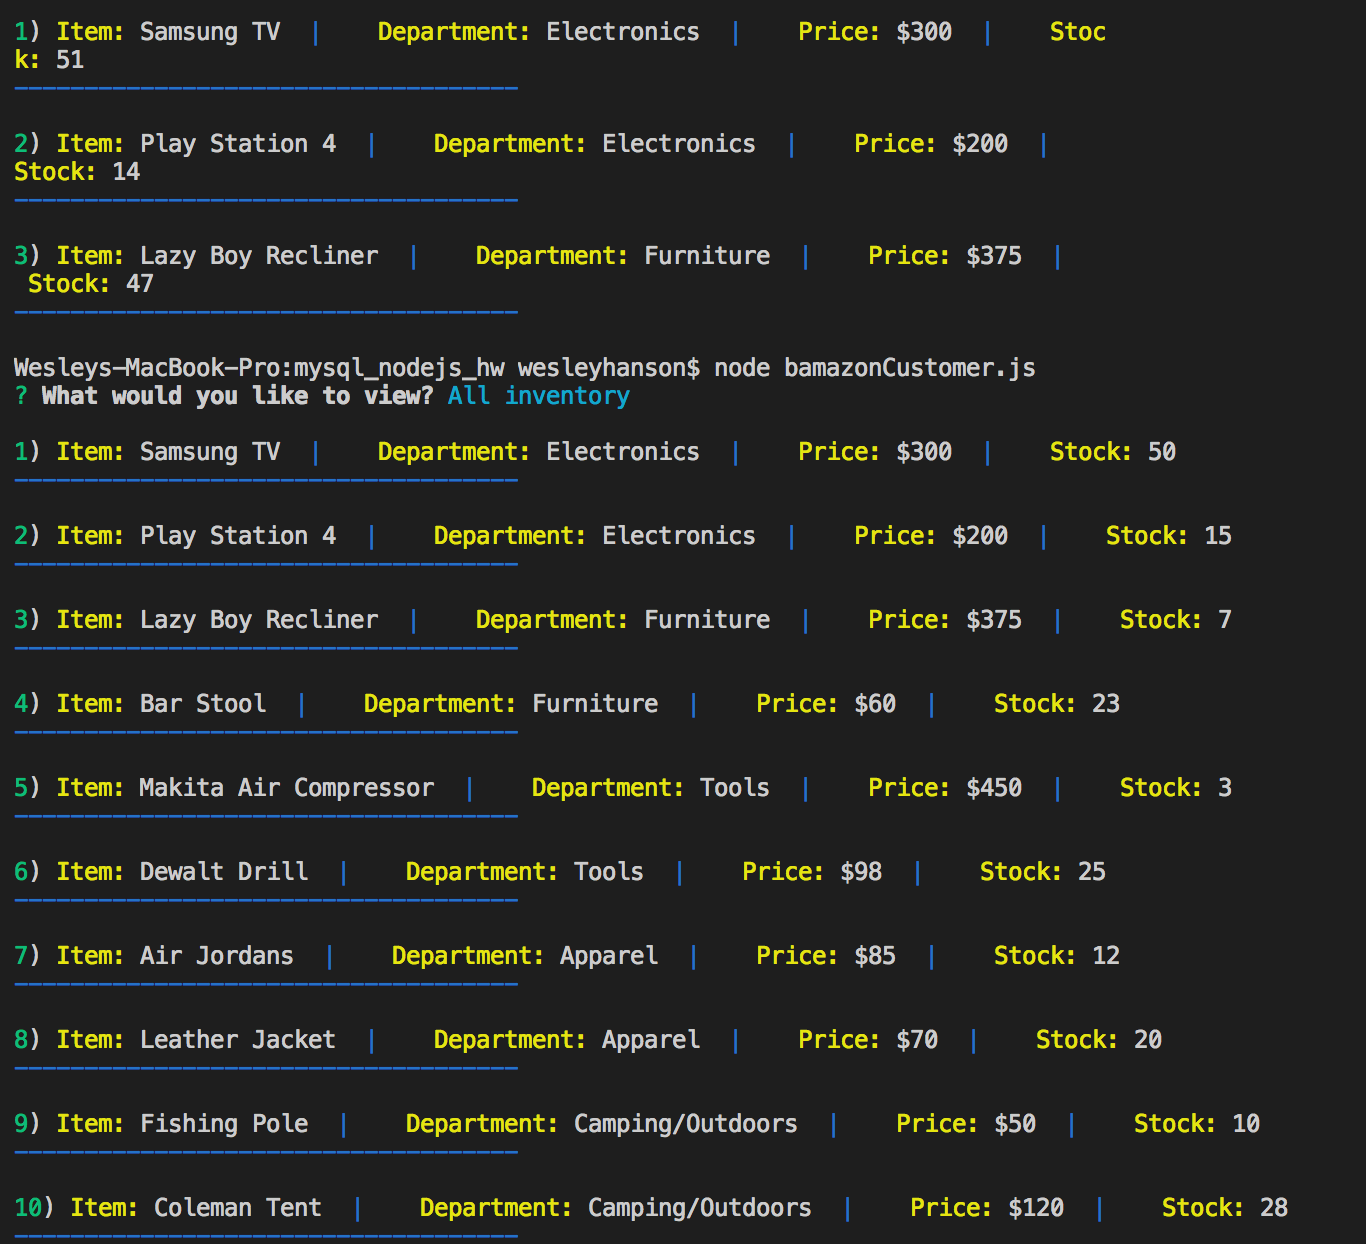 1) Item: Samsung TV  |    Department: Electronics  |    Price: $300  |    Stoc
k: 51
------------------------------------
2) Item: Play Station 4  |    Department: Electronics  |    Price: $200  |
Stock: 14
------------------------------------
3) Item: Lazy Boy Recliner  |    Department: Furniture  |    Price: $375  |
 Stock: 47
------------------------------------
Wesleys-MacBook-Pro:mysql_nodejs_hw wesleyhanson$ node bamazonCustomer.js
? What would you like to view? All inventory
1) Item: Samsung TV  |    Department: Electronics  |    Price: $300  |    Stock: 50
------------------------------------
2) Item: Play Station 4  |    Department: Electronics  |    Price: $200  |    Stock: 15
------------------------------------
3) Item: Lazy Boy Recliner  |    Department: Furniture  |    Price: $375  |    Stock: 7
------------------------------------
4) Item: Bar Stool  |    Department: Furniture  |    Price: $60  |    Stock: 23
------------------------------------
5) Item: Makita Air Compressor  |    Department: Tools  |    Price: $450  |    Stock: 3
------------------------------------
6) Item: Dewalt Drill  |    Department: Tools  |    Price: $98  |    Stock: 25
------------------------------------
7) Item: Air Jordans  |    Department: Apparel  |    Price: $85  |    Stock: 12
------------------------------------
8) Item: Leather Jacket  |    Department: Apparel  |    Price: $70  |    Stock: 20
------------------------------------
9) Item: Fishing Pole  |    Department: Camping/Outdoors  |    Price: $50  |    Stock: 10
------------------------------------
10) Item: Coleman Tent  |    Department: Camping/Outdoors  |    Price: $120  |    Stock: 28
------------------------------------